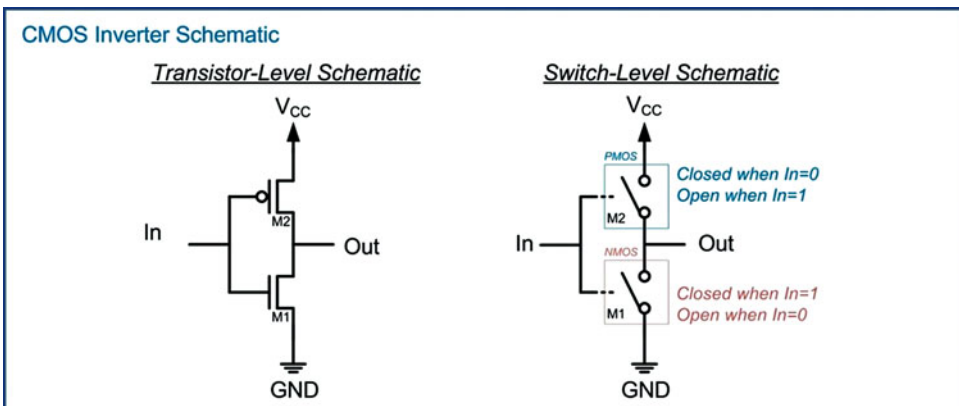 CMOS Inverter Schematic
Transistor-Level Schematic
Switch-Level Schematic
VCC
VCC
PMOS
Closed when In=0
Open when In=1
M2
M2
In
Out
In
Out
NMOS
Closed when In=1
Open when In=0
M1
M1
GND
GND